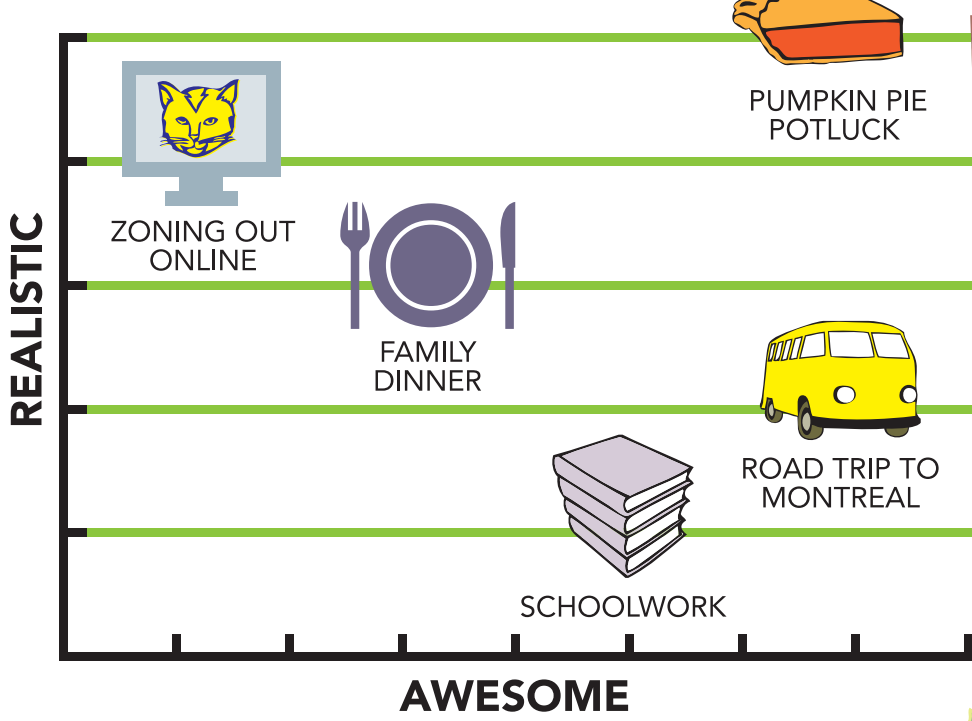 PUMPKIN PIE
POTLUCK
ZONING OUT
ONLINE
FAMILY
DINNER
ROAD TRIP TO
MONTREAL
SCHOOLWORK
REALISTIC
AWESOME